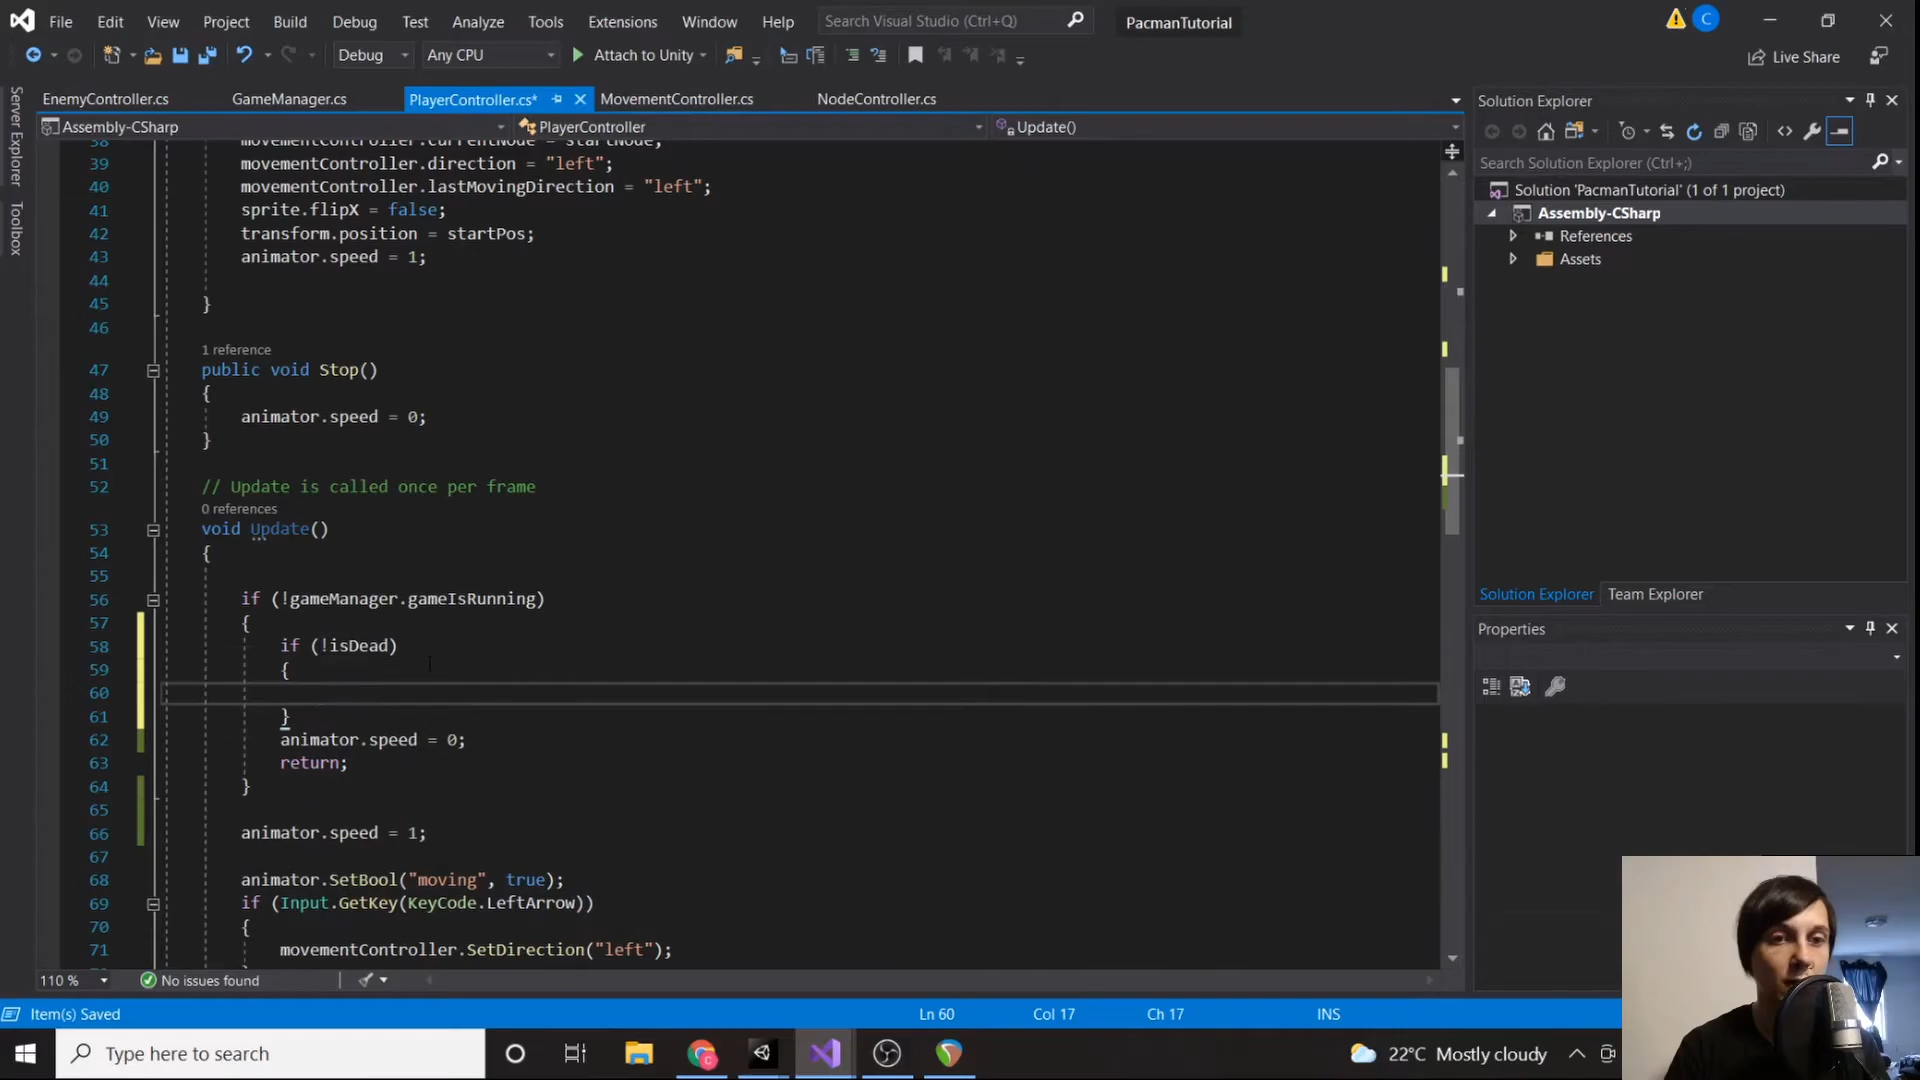 File Edit View Project Build Debug Test Analyze Tools Extensions Window Help Search Visual Studio (Ctrl+Q) PacmanTutorial C
Debug Any CPU Attach to Unity Live Share
Server Explorer
Toolbox
EnemyController.cs GameManager.cs PlayerController.cs* MovementController.cs NodeController.cs
Assembly-CSharp PlayerController Update()
38 movementController.currentNode = startNode;
39 movementController.direction = "left";
40 movementController.lastMovingDirection = "left";
41 sprite.flipX = false;
42 transform.position = startPos;
43 animator.speed = 1;
44
45 }
46
1 reference
47 public void Stop()
48 {
49 animator.speed = 0;
50 }
51
52 // Update is called once per frame
0 references
53 void Update()
54 {
55
56 if (!gameManager.gameIsRunning)
57 {
58 if (!isDead)
59 {
60
61 }
62 animator.speed = 0;
63 return;
64 }
65
66 animator.speed = 1;
67
68 animator.SetBool("moving", true);
69 if (Input.GetKey(KeyCode.LeftArrow))
70 {
71 movementController.SetDirection("left");
110 % No issues found
Solution Explorer
Search Solution Explorer (Ctrl+;)
Solution 'PacmanTutorial' (1 of 1 project)
Assembly-CSharp
References
Assets
Solution Explorer Team Explorer
Properties
Item(s) Saved Ln 60 Col 17 Ch 17 INS
Type here to search 22°C Mostly cloudy